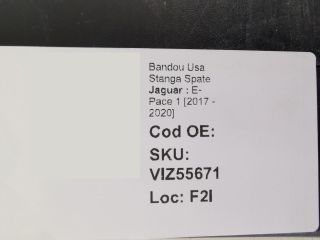 Bandou Usa
Stanga Spate
Jaguar : E-
Pace 1 [2017 -
2020]
Cod OE:
SKU:
VIZ55671
Loc: F2I